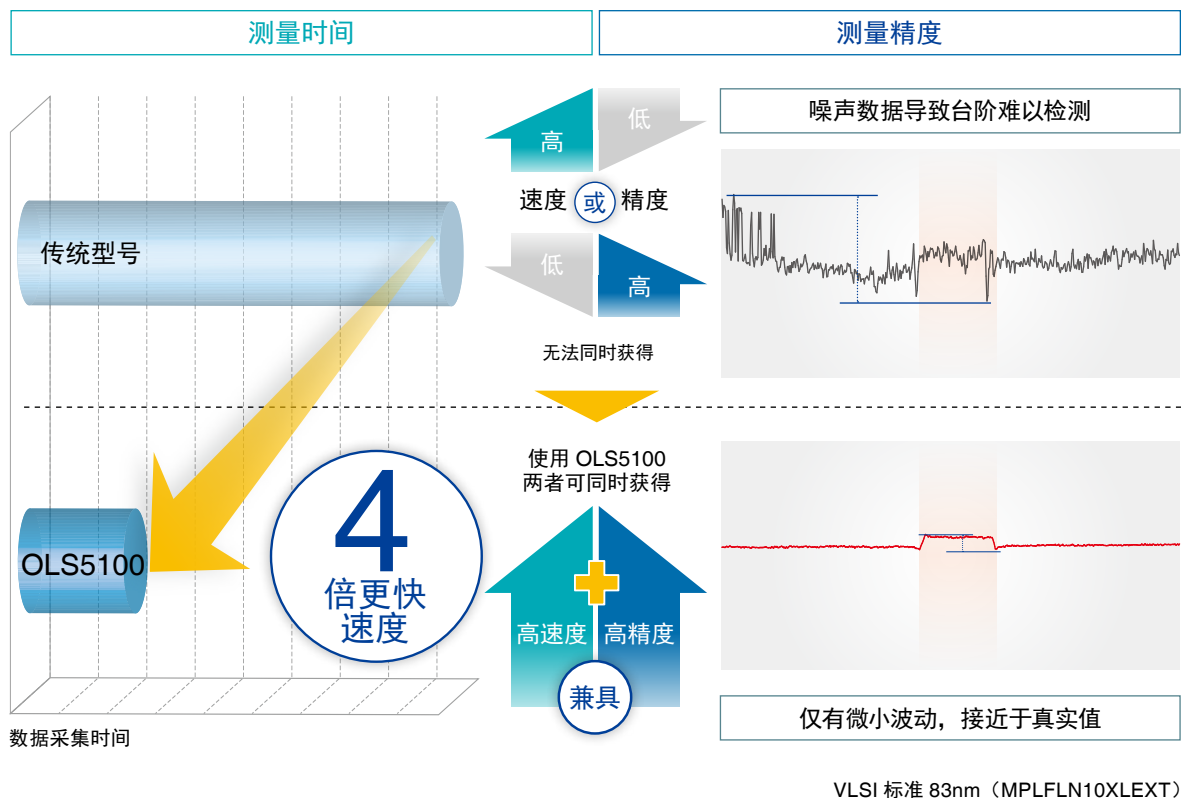 测量时间
测量精度
传统型号
OLS5100
4
倍更快
速度
数据采集时间
高
低
速度 或 精度
低
高
无法同时获得
使用 OLS5100
两者可同时获得
高速度
高精度
兼具
噪声数据导致台阶难以检测
仅有微小波动，接近于真实值
VLSI 标准 83nm（MPLFLN10XLEXT）